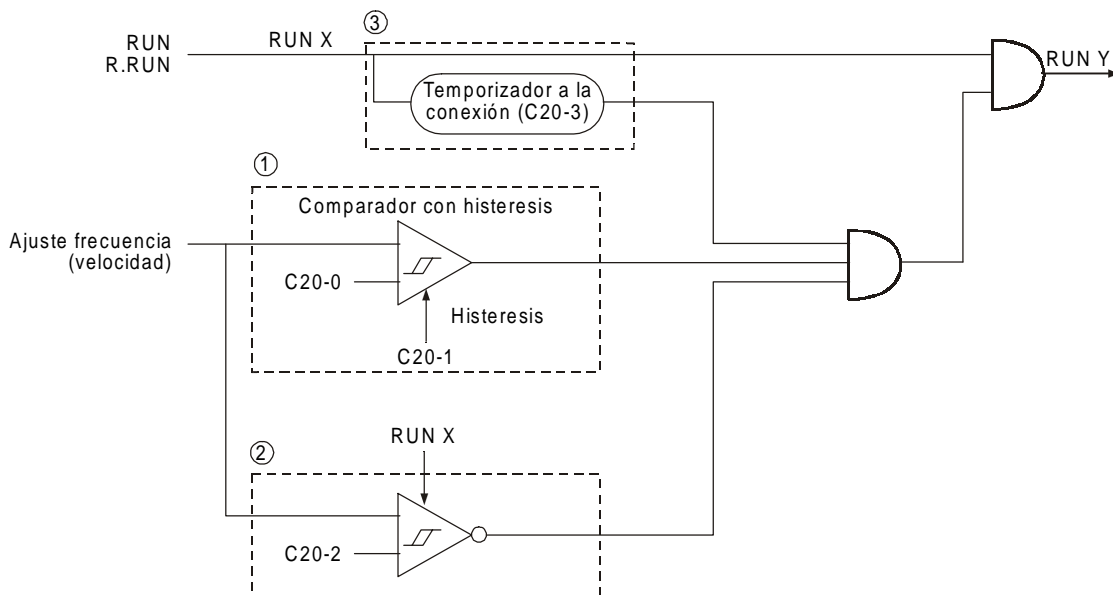 ③
RUN
R.RUN
RUN X
RUN Y
Temporizador a la
conexión (C20-3)
①
Comparador con histeresis
Ajuste frecuencia
(velocidad)
C20-0
Histeresis
C20-1
RUN X
②
C20-2